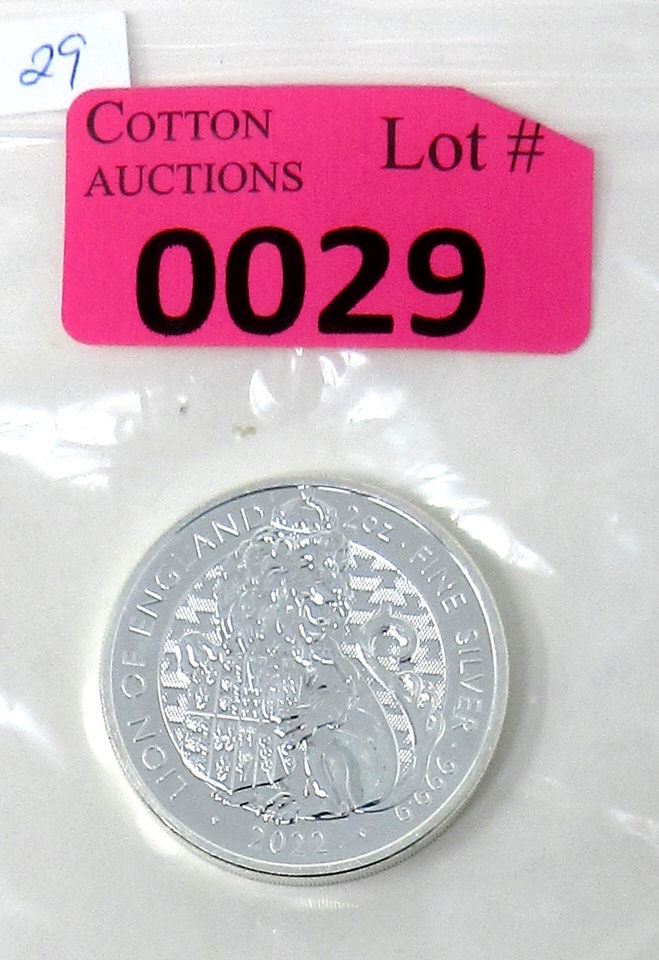 29
COTTON
AUCTIONS
Lot #
0029
LION OF ENGLAND 2oz · FINE SILVER · 999.9
· 2022 ·